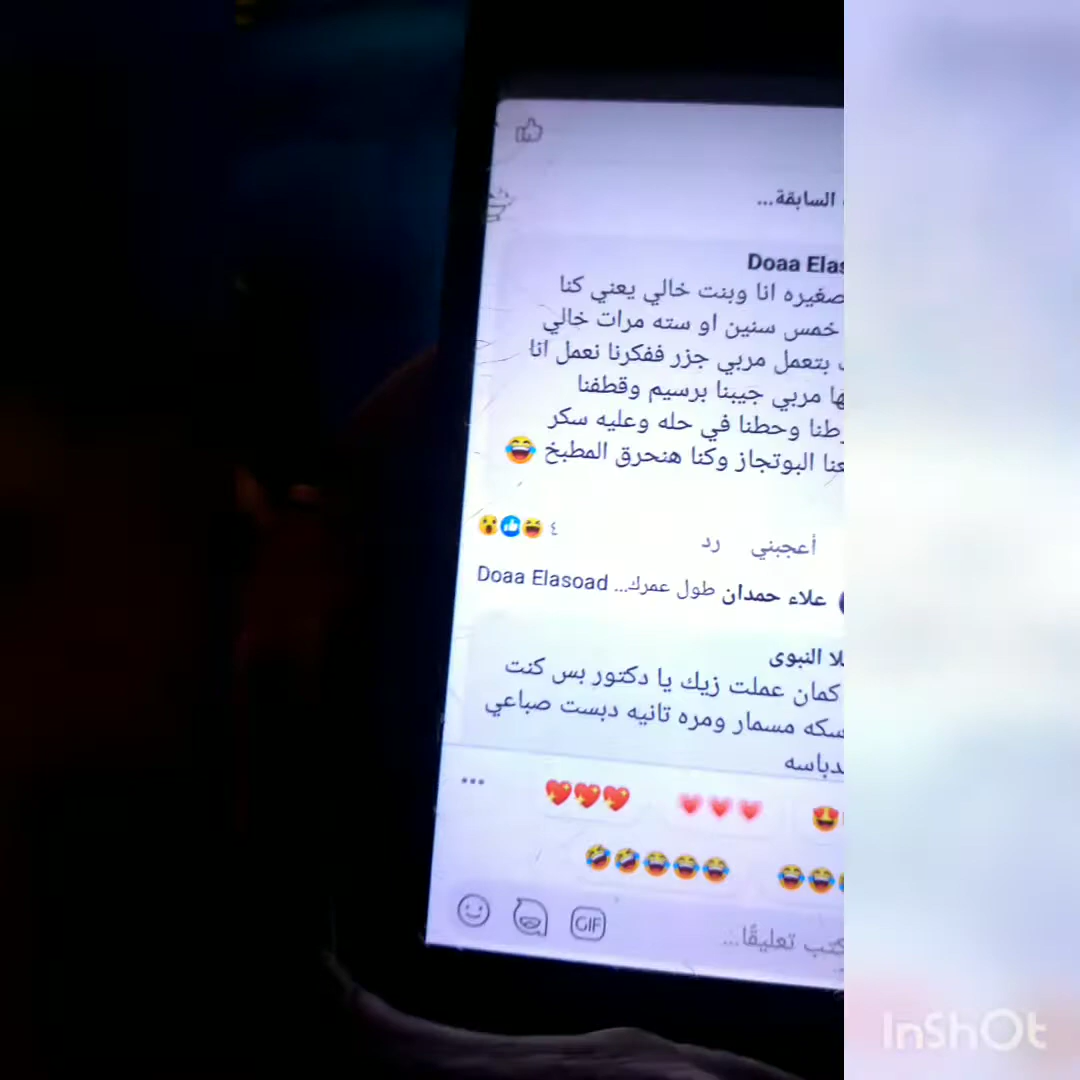 السابقة...
Doaa Elas
صغيره انا وبنت خالي يعني كنا
خمس سنين او سته مرات خالي
بتعمل مربي جزر ففكرنا نعمل انا
مربي جيبنا برسيم وقطفنا
وحطنا في حله وعليه سكر
البوتجاز وكنا هنحرق المطبخ 😂
٤
أعجبني رد
علاء حمدان طول عمرك... Doaa Elasoad
النبوى
كمان عملت زيك يا دكتور بس كنت
مسمار ومره تانيه دبست صباعي
GIF
تعليقًا...
InShOt